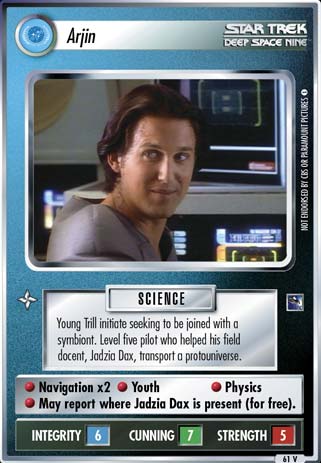 Arjin
STAR TREK
DEEP SPACE NINE
NOT ENDORSED BY CBS OR PARAMOUNT PICTURES
SCIENCE
Young Trill initiate seeking to be joined with a
symbiont. Level five pilot who helped his field
docent, Jadzia Dax, transport a protouniverse.
Navigation x2 Youth Physics
May report where Jadzia Dax is present (for free).
INTEGRITY 6 CUNNING 7 STRENGTH 5
61 V